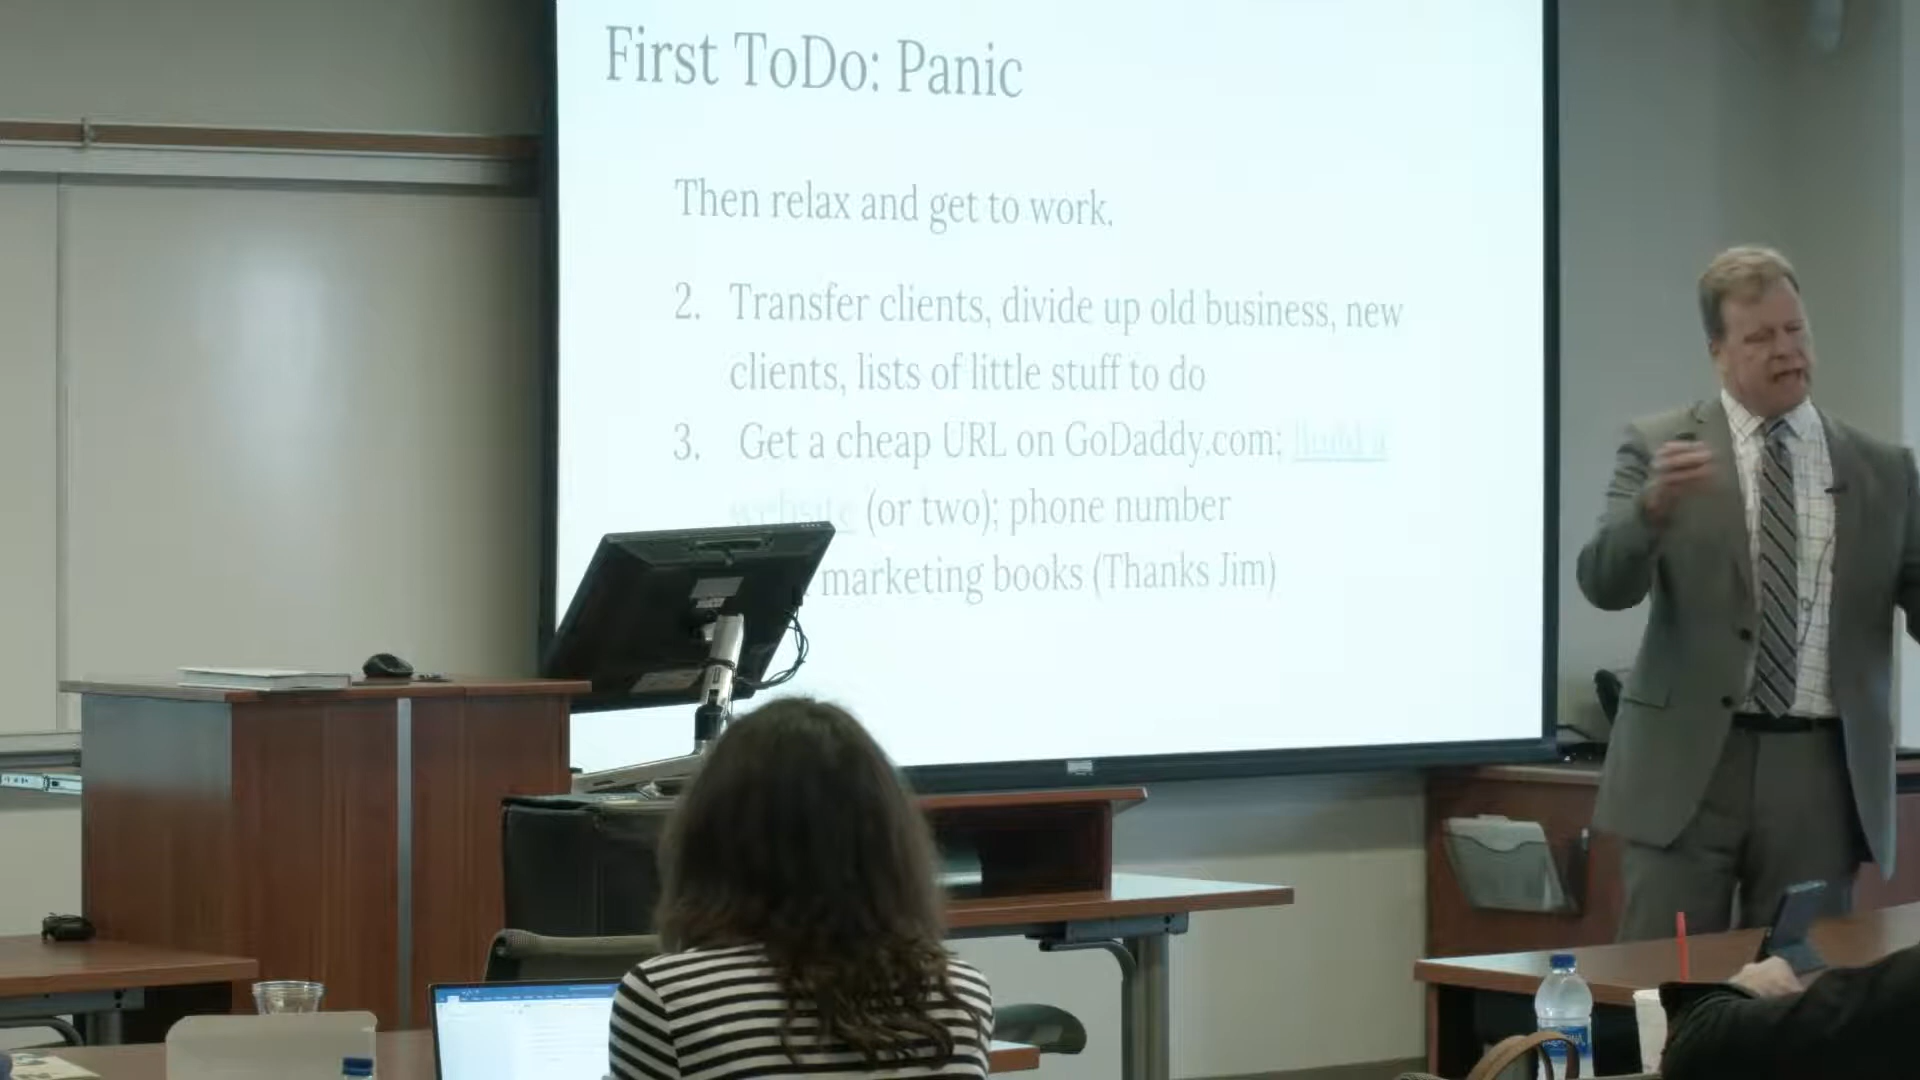 First ToDo: Panic
Then relax and get to work.
2. Transfer clients, divide up old business, new
clients, lists of little stuff to do
3. Get a cheap URL on GoDaddy.com; Build a
website (or two); phone number
marketing books (Thanks Jim)